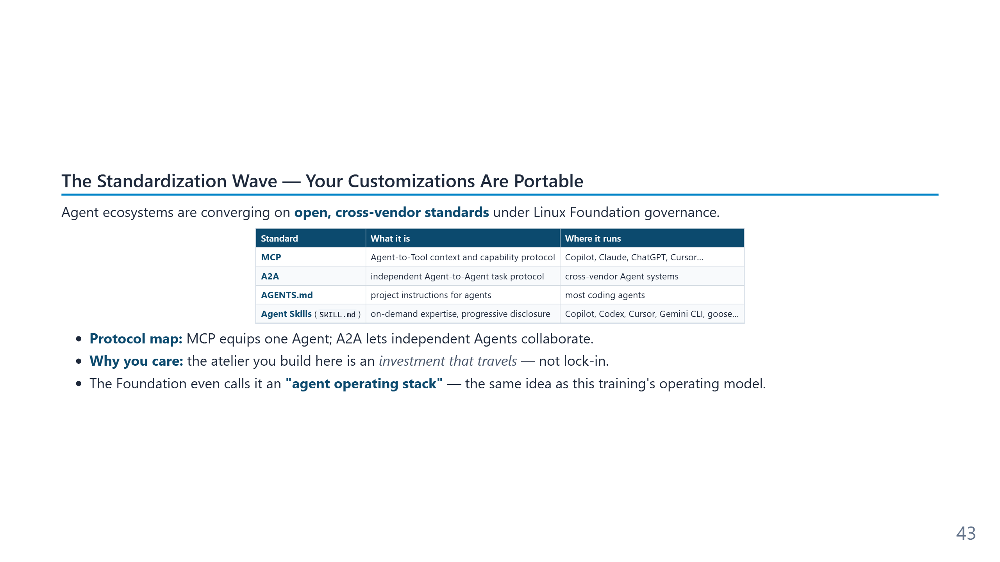 The Standardization Wave — Your Customizations Are Portable
Agent ecosystems are converging on open, cross-vendor standards under Linux Foundation governance.
Standard What it is Where it runs
MCP Agent-to-Tool context and capability protocol Copilot, Claude, ChatGPT, Cursor...
A2A independent Agent-to-Agent task protocol cross-vendor Agent systems
AGENTS.md project instructions for agents most coding agents
Agent Skills ( SKILL.md ) on-demand expertise, progressive disclosure Copilot, Codex, Cursor, Gemini CLI, goose...
• Protocol map: MCP equips one Agent; A2A lets independent Agents collaborate.
• Why you care: the atelier you build here is an investment that travels — not lock-in.
• The Foundation even calls it an "agent operating stack" — the same idea as this training's operating model.
43